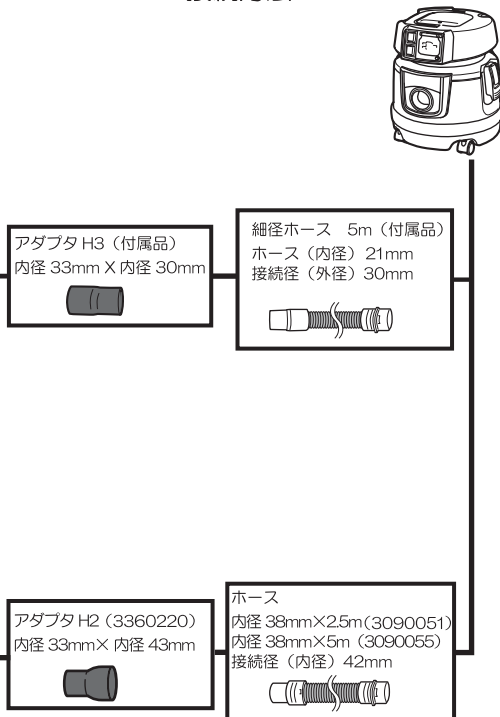 アダプタ H3（付属品）
内径 33mm X 内径 30mm
細径ホース　5m（付属品）
ホース（内径）21mm
接続径（外径）30mm
アダプタ H2（3360220）
内径 33mm× 内径 43mm
ホース
内径 38mm×2.5m(3090051)
内径 38mm×5m（3090055）
接続径（内径）42mm